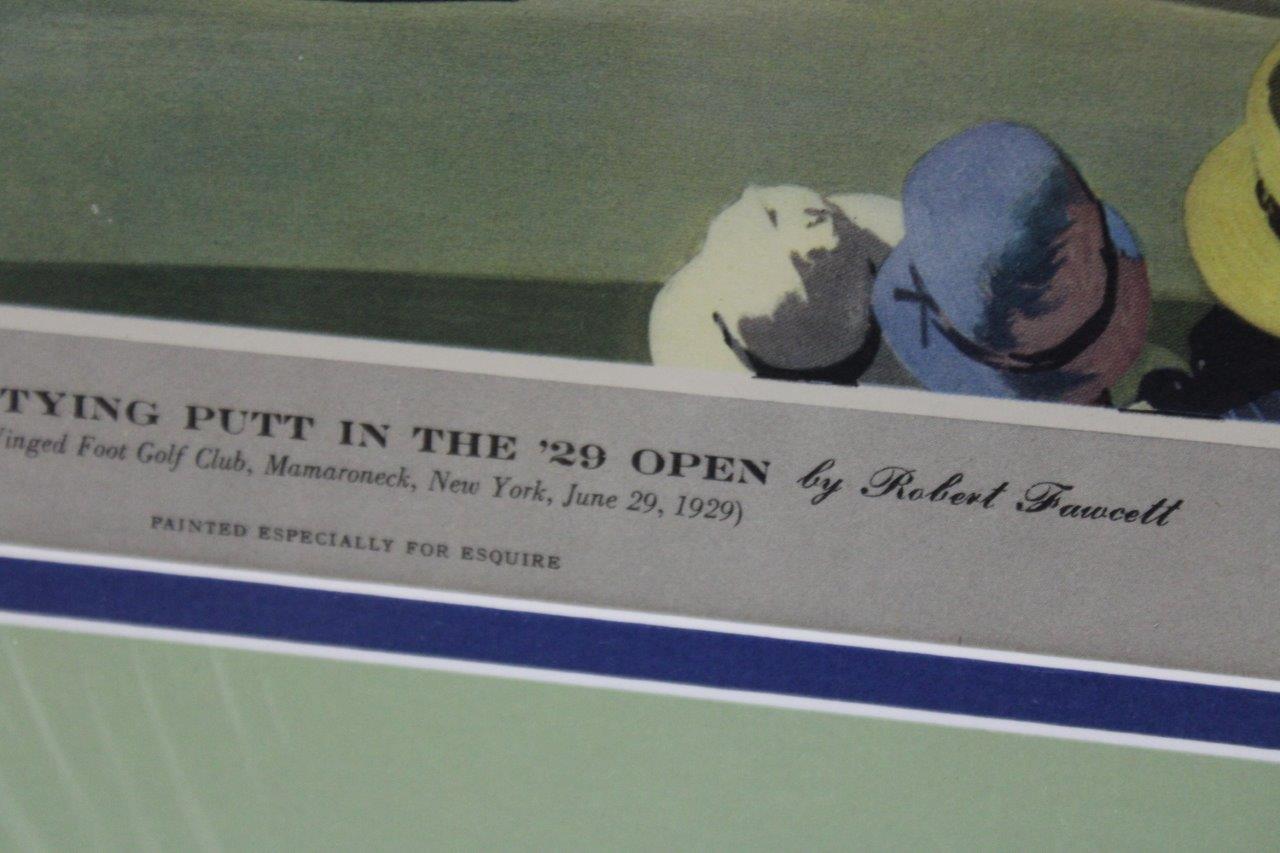 TYING PUTT IN THE '29 OPEN by Robert Fawcett
inged Foot Golf Club, Mamaroneck, New York, June 29, 1929)
PAINTED ESPECIALLY FOR ESQUIRE